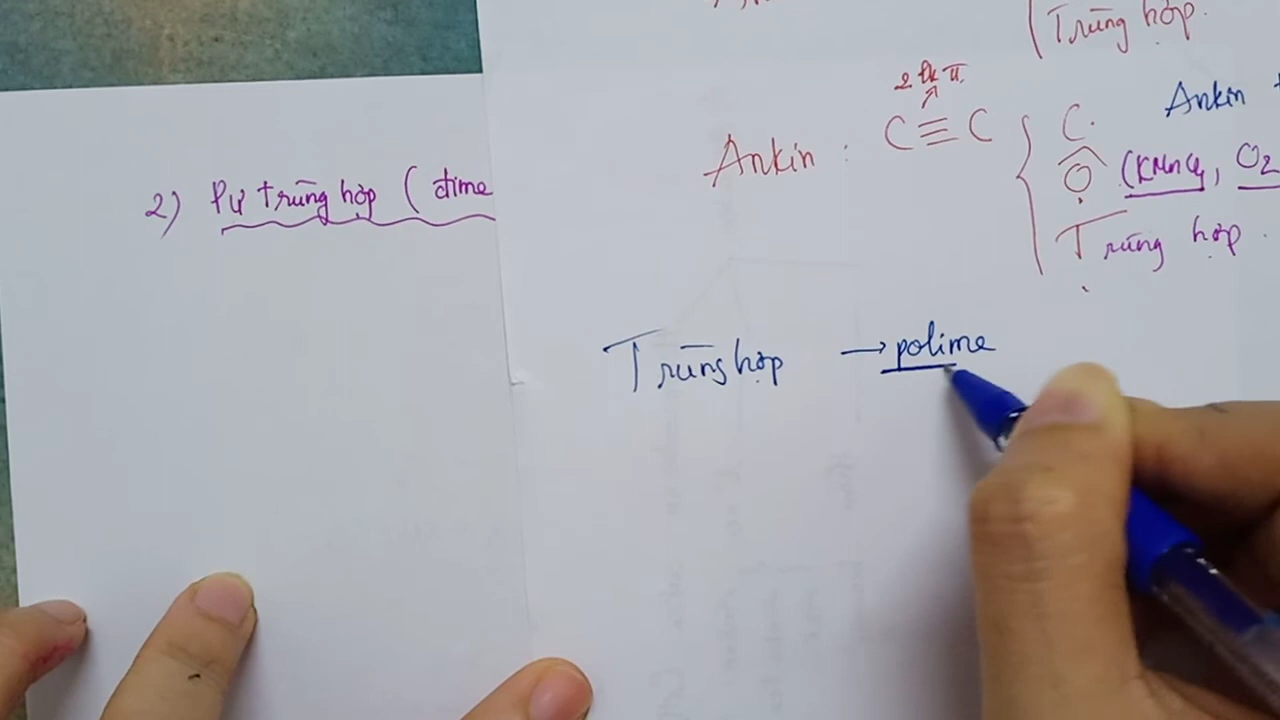 Trùng hợp.
2 lk π
Ankin : C≡C
C.
Ankin +
O (KMnO4, O2
Trùng hợp.
2) Pư trùng hợp ( đime
Trùng hợp → polime